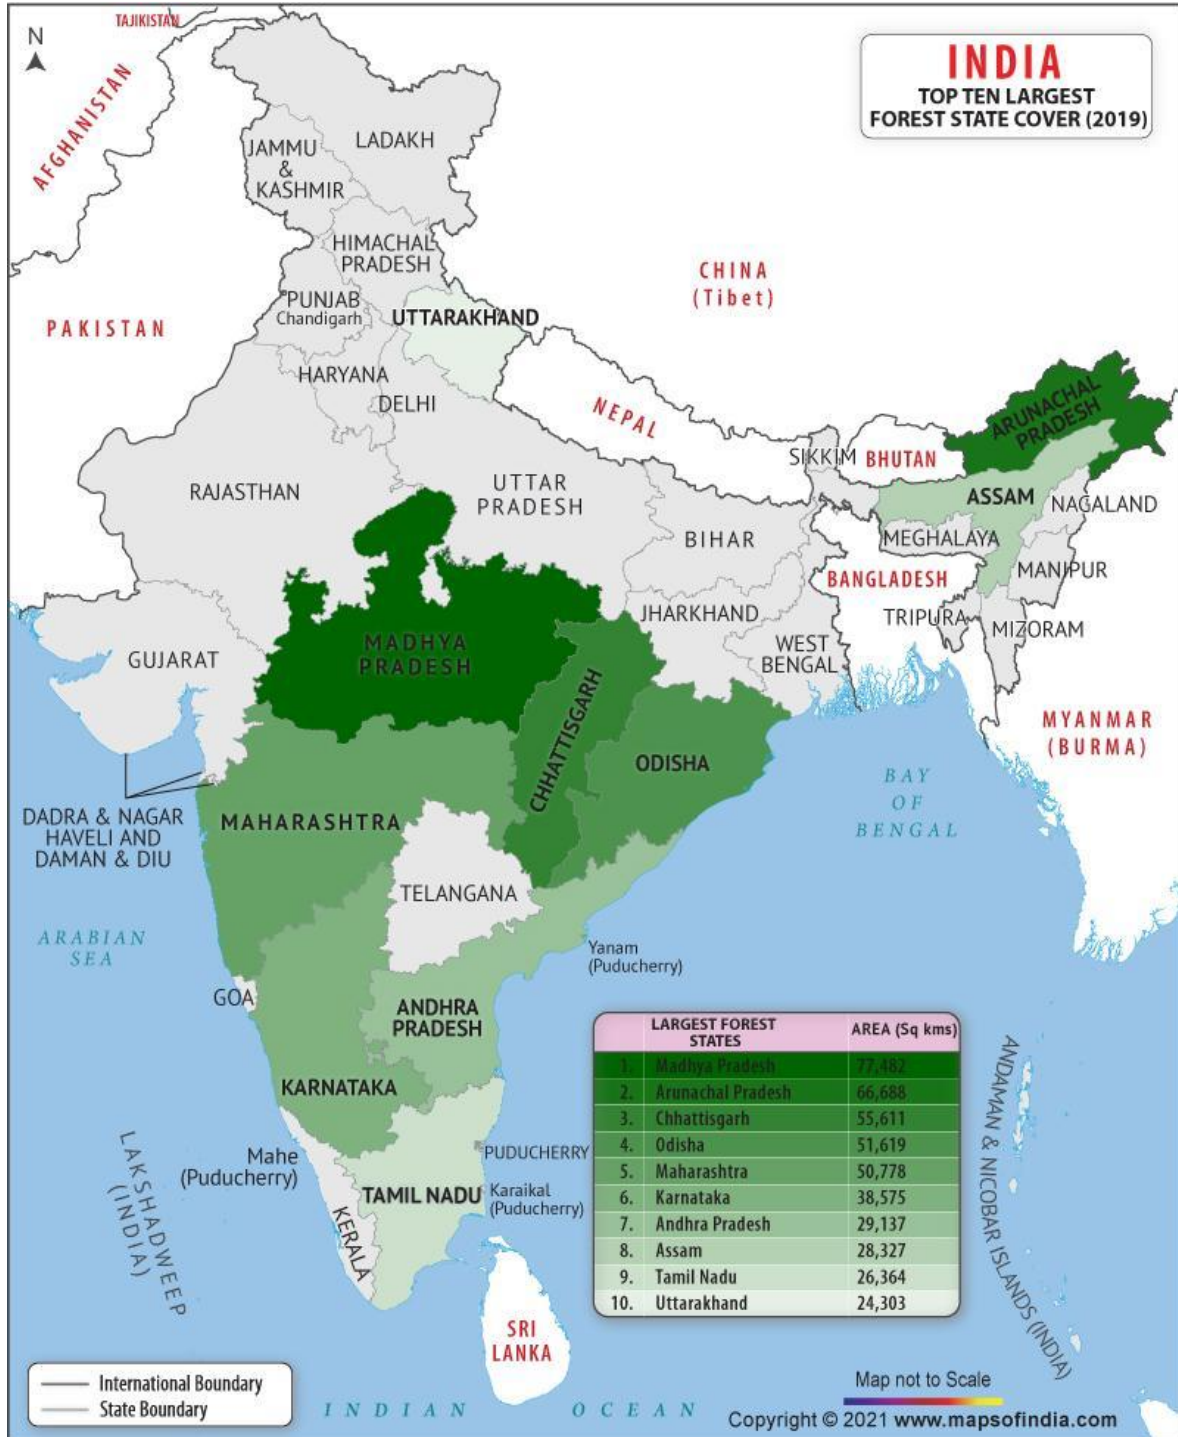 TAJIKISTAN
N
INDIA
TOP TEN LARGEST
FOREST STATE COVER (2019)
AFGHANISTAN
LADAKH
JAMMU
&
KASHMIR
HIMACHAL
PRADESH
CHINA
(Tibet)
PUNJAB
Chandigarh
UTTARAKHAND
PAKISTAN
HARYANA
DELHI
NEPAL
ARUNACHAL
PRADESH
SIKKIM
BHUTAN
RAJASTHAN
UTTAR
PRADESH
ASSAM
NAGALAND
BIHAR
MEGHALAYA
MANIPUR
BANGLADESH
JHARKHAND
TRIPURA
MIZORAM
WEST
BENGAL
GUJARAT
MADHYA
PRADESH
CHHATTISGARH
ODISHA
MYANMAR
(BURMA)
BAY
OF
BENGAL
DADRA & NAGAR
HAVELI AND
DAMAN & DIU
MAHARASHTRA
TELANGANA
ARABIAN
SEA
Yanam
(Puducherry)
GOA
ANDHRA
PRADESH
KARNATAKA
LARGEST FOREST
STATES
AREA (Sq kms)
1. Madhya Pradesh 77,482
2. Arunachal Pradesh 66,688
3. Chhattisgarh 55,611
4. Odisha 51,619
5. Maharashtra 50,778
6. Karnataka 38,575
7. Andhra Pradesh 29,137
8. Assam 28,327
9. Tamil Nadu 26,364
10. Uttarakhand 24,303
ANDAMAN & NICOBAR ISLANDS (INDIA)
LAKSHADWEEP
(INDIA)
Mahe
(Puducherry)
PUDUCHERRY
TAMIL NADU
Karaikal
(Puducherry)
KERALA
SRI
LANKA
International Boundary
State Boundary
INDIAN OCEAN
Map not to Scale
Copyright © 2021 www.mapsofindia.com